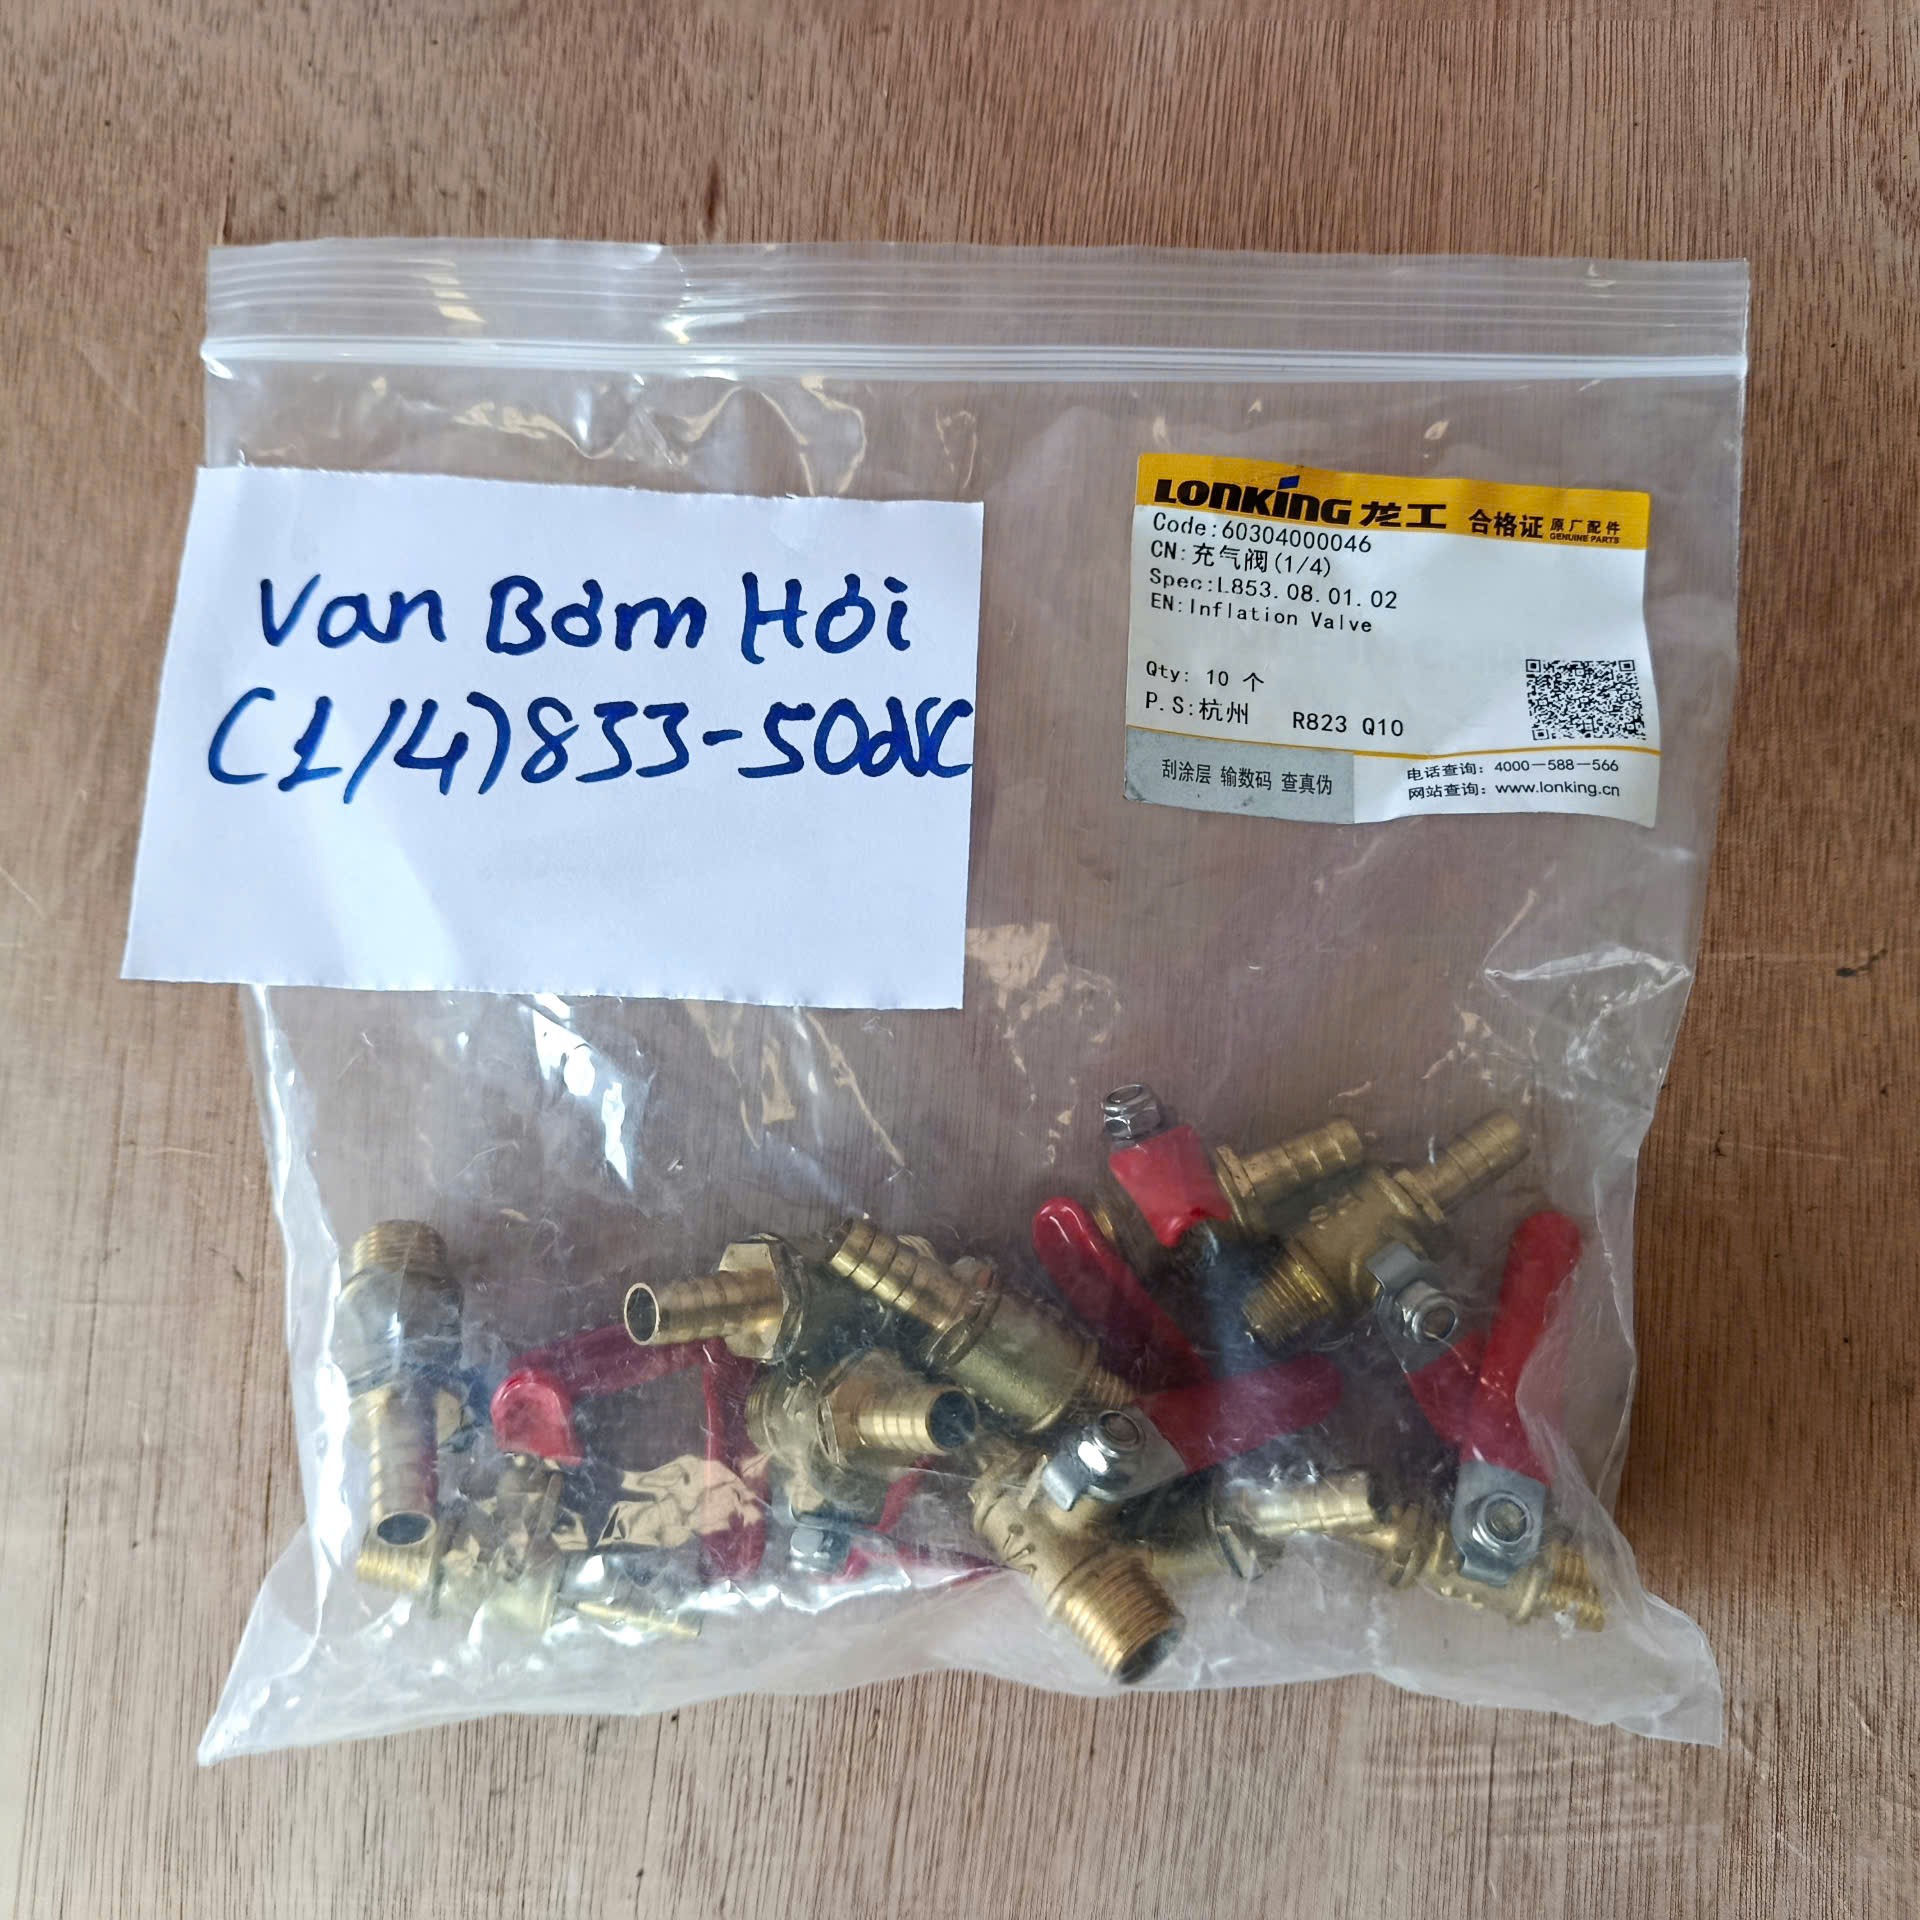 Van Bơm Hơi
(1/4)833-50dNC
LONKING 龙工 合格证 原厂配件 GENUINE PARTS
Code:60304000046
CN:充气阀(1/4)
Spec:L853.08.01.02
EN:Inflation Valve
Qty: 10 个
P.S:杭州 R823 Q10
刮涂层 输数码 查真伪
电话查询：4000-588-566
网站查询：www.lonking.cn